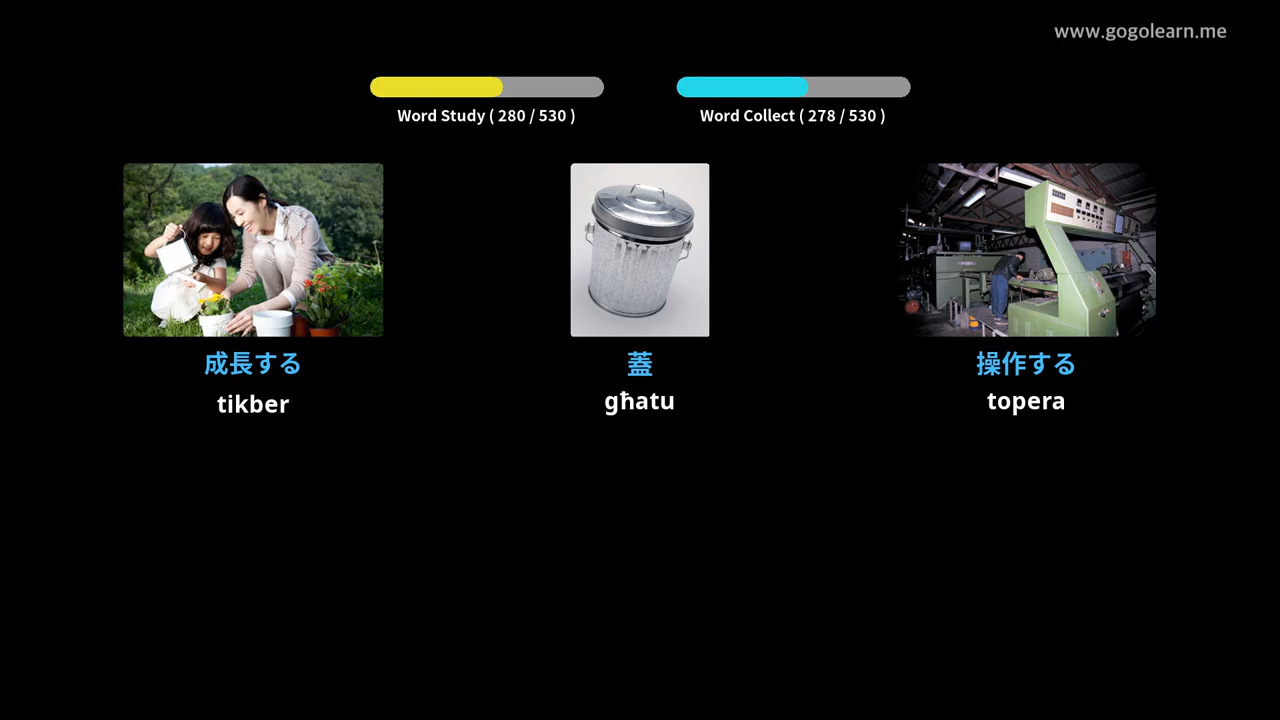 www.gogolearn.me
Word Study ( 280 / 530 )
Word Collect ( 278 / 530 )
成長する
蓋
操作する
tikber
għatu
topera